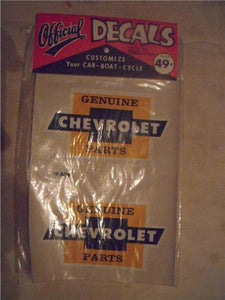 Official DECALS
CUSTOMIZE
Your CAR-BOAT-CYCLE
49¢
GENUINE
CHEVROLET
PARTS
GENUINE
CHEVROLET
PARTS